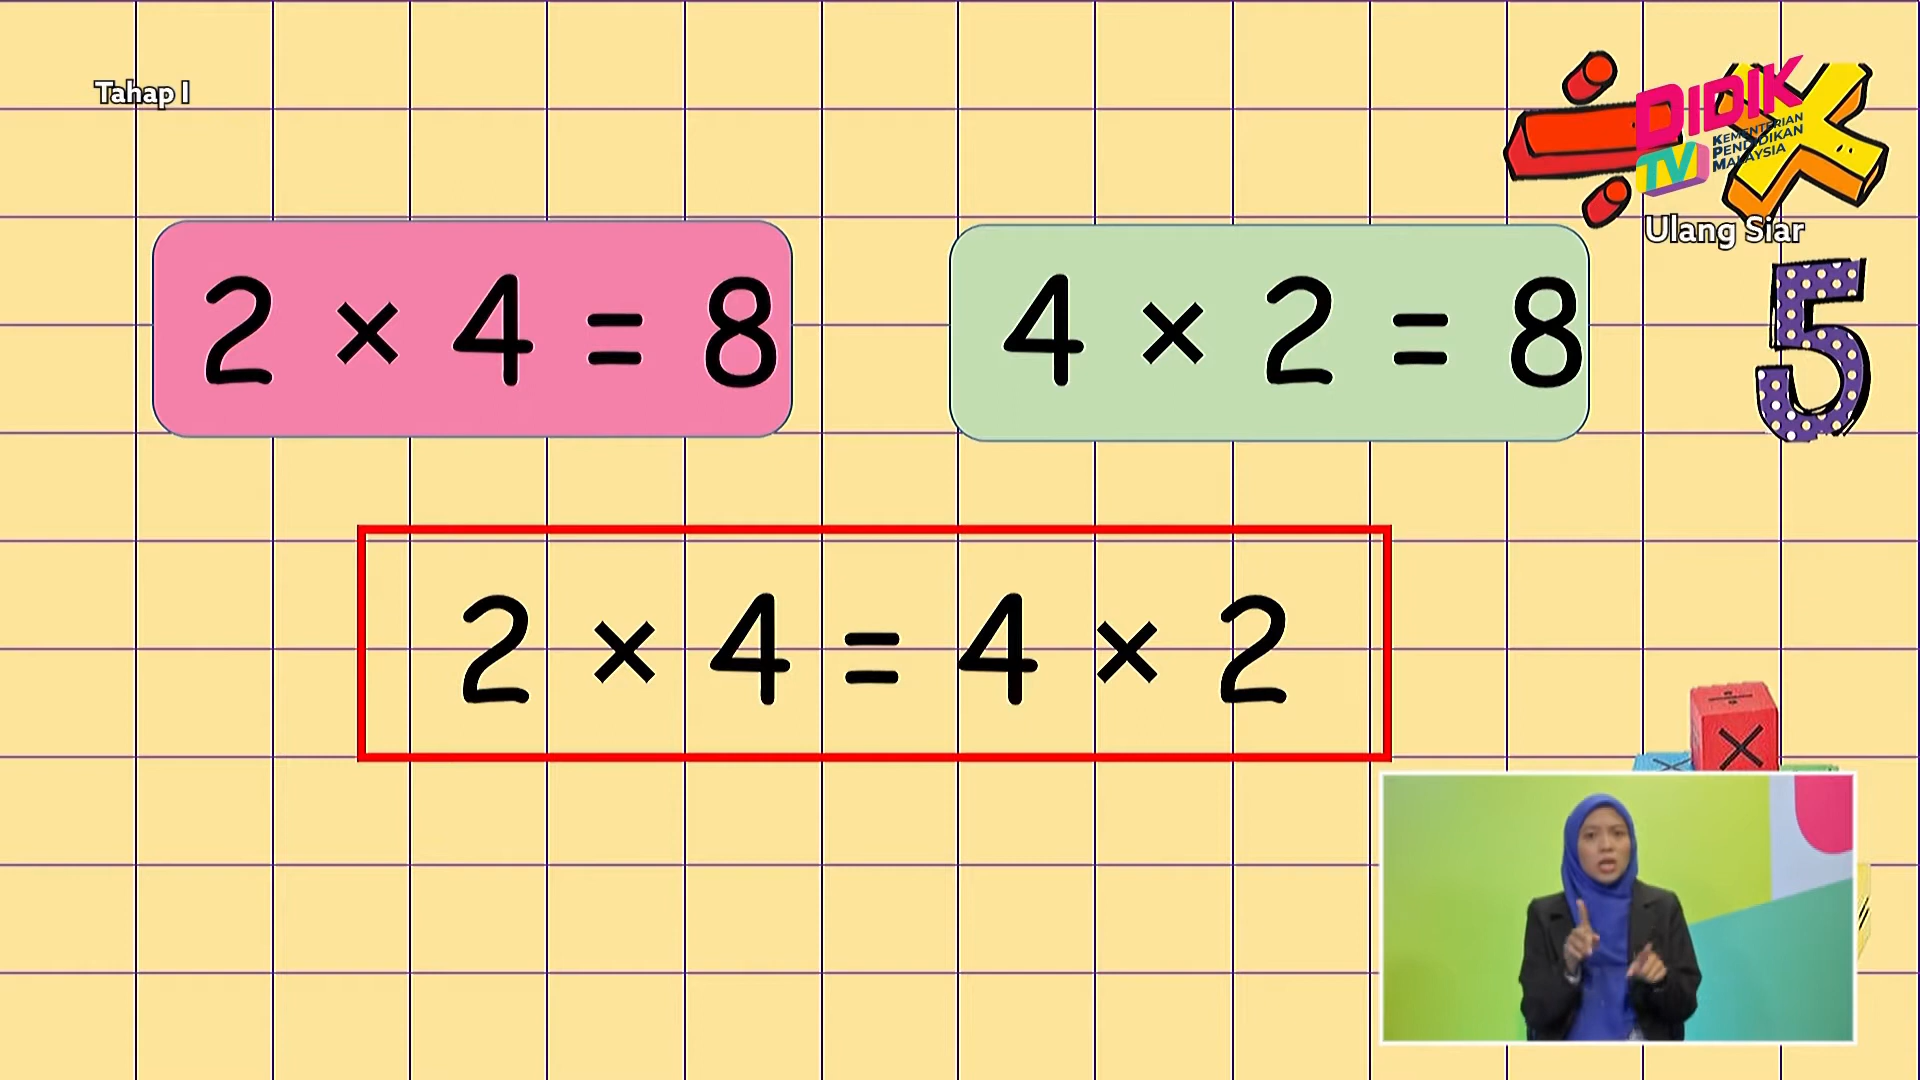 Tahap I
DIDIK
TV
KEMENTERIAN
PENDIDIKAN
MALAYSIA
Ulang Siar
2 × 4 = 8
4 × 2 = 8
5
2 × 4 = 4 × 2